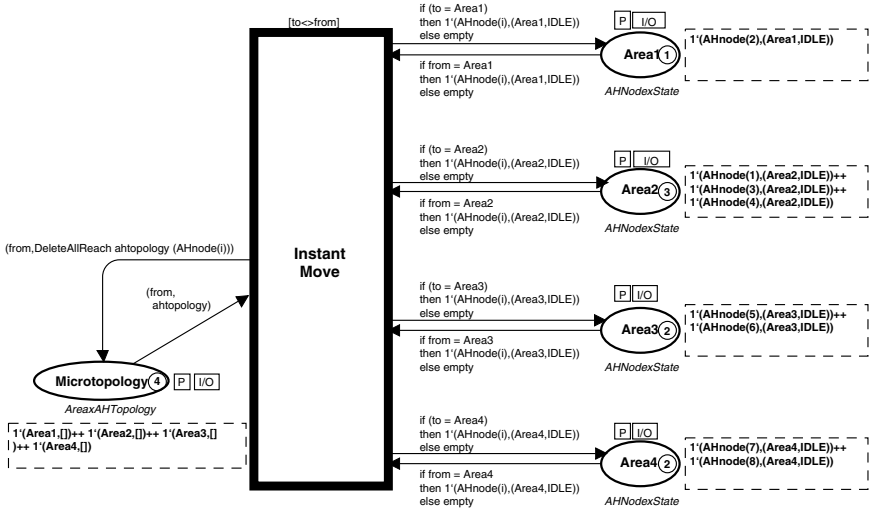 [to<>from]
if (to = Area1)
then 1‘(AHnode(i),(Area1,IDLE))
else empty
if from = Area1
then 1‘(AHnode(i),(Area1,IDLE))
else empty
P I/O
Area1 1
AHNodexState
1‘(AHnode(2),(Area1,IDLE))
if (to = Area2)
then 1‘(AHnode(i),(Area2,IDLE))
else empty
if from = Area2
then 1‘(AHnode(i),(Area2,IDLE))
else empty
P I/O
Area2 3
AHNodexState
1‘(AHnode(1),(Area2,IDLE))++
1‘(AHnode(3),(Area2,IDLE))++
1‘(AHnode(4),(Area2,IDLE))
Instant
Move
(from,DeleteAllReach ahtopology (AHnode(i)))
(from,
ahtopology)
if (to = Area3)
then 1‘(AHnode(i),(Area3,IDLE))
else empty
if from = Area3
then 1‘(AHnode(i),(Area3,IDLE))
else empty
P I/O
Area3 2
AHNodexState
1‘(AHnode(5),(Area3,IDLE))++
1‘(AHnode(6),(Area3,IDLE))
Microtopology 4 P I/O
AreaxAHTopology
1‘(Area1,[])++ 1‘(Area2,[])++ 1‘(Area3,[]
)++ 1‘(Area4,[])
if (to = Area4)
then 1‘(AHnode(i),(Area4,IDLE))
else empty
if from = Area4
then 1‘(AHnode(i),(Area4,IDLE))
else empty
P I/O
Area4 2
AHNodexState
1‘(AHnode(7),(Area4,IDLE))++
1‘(AHnode(8),(Area4,IDLE))